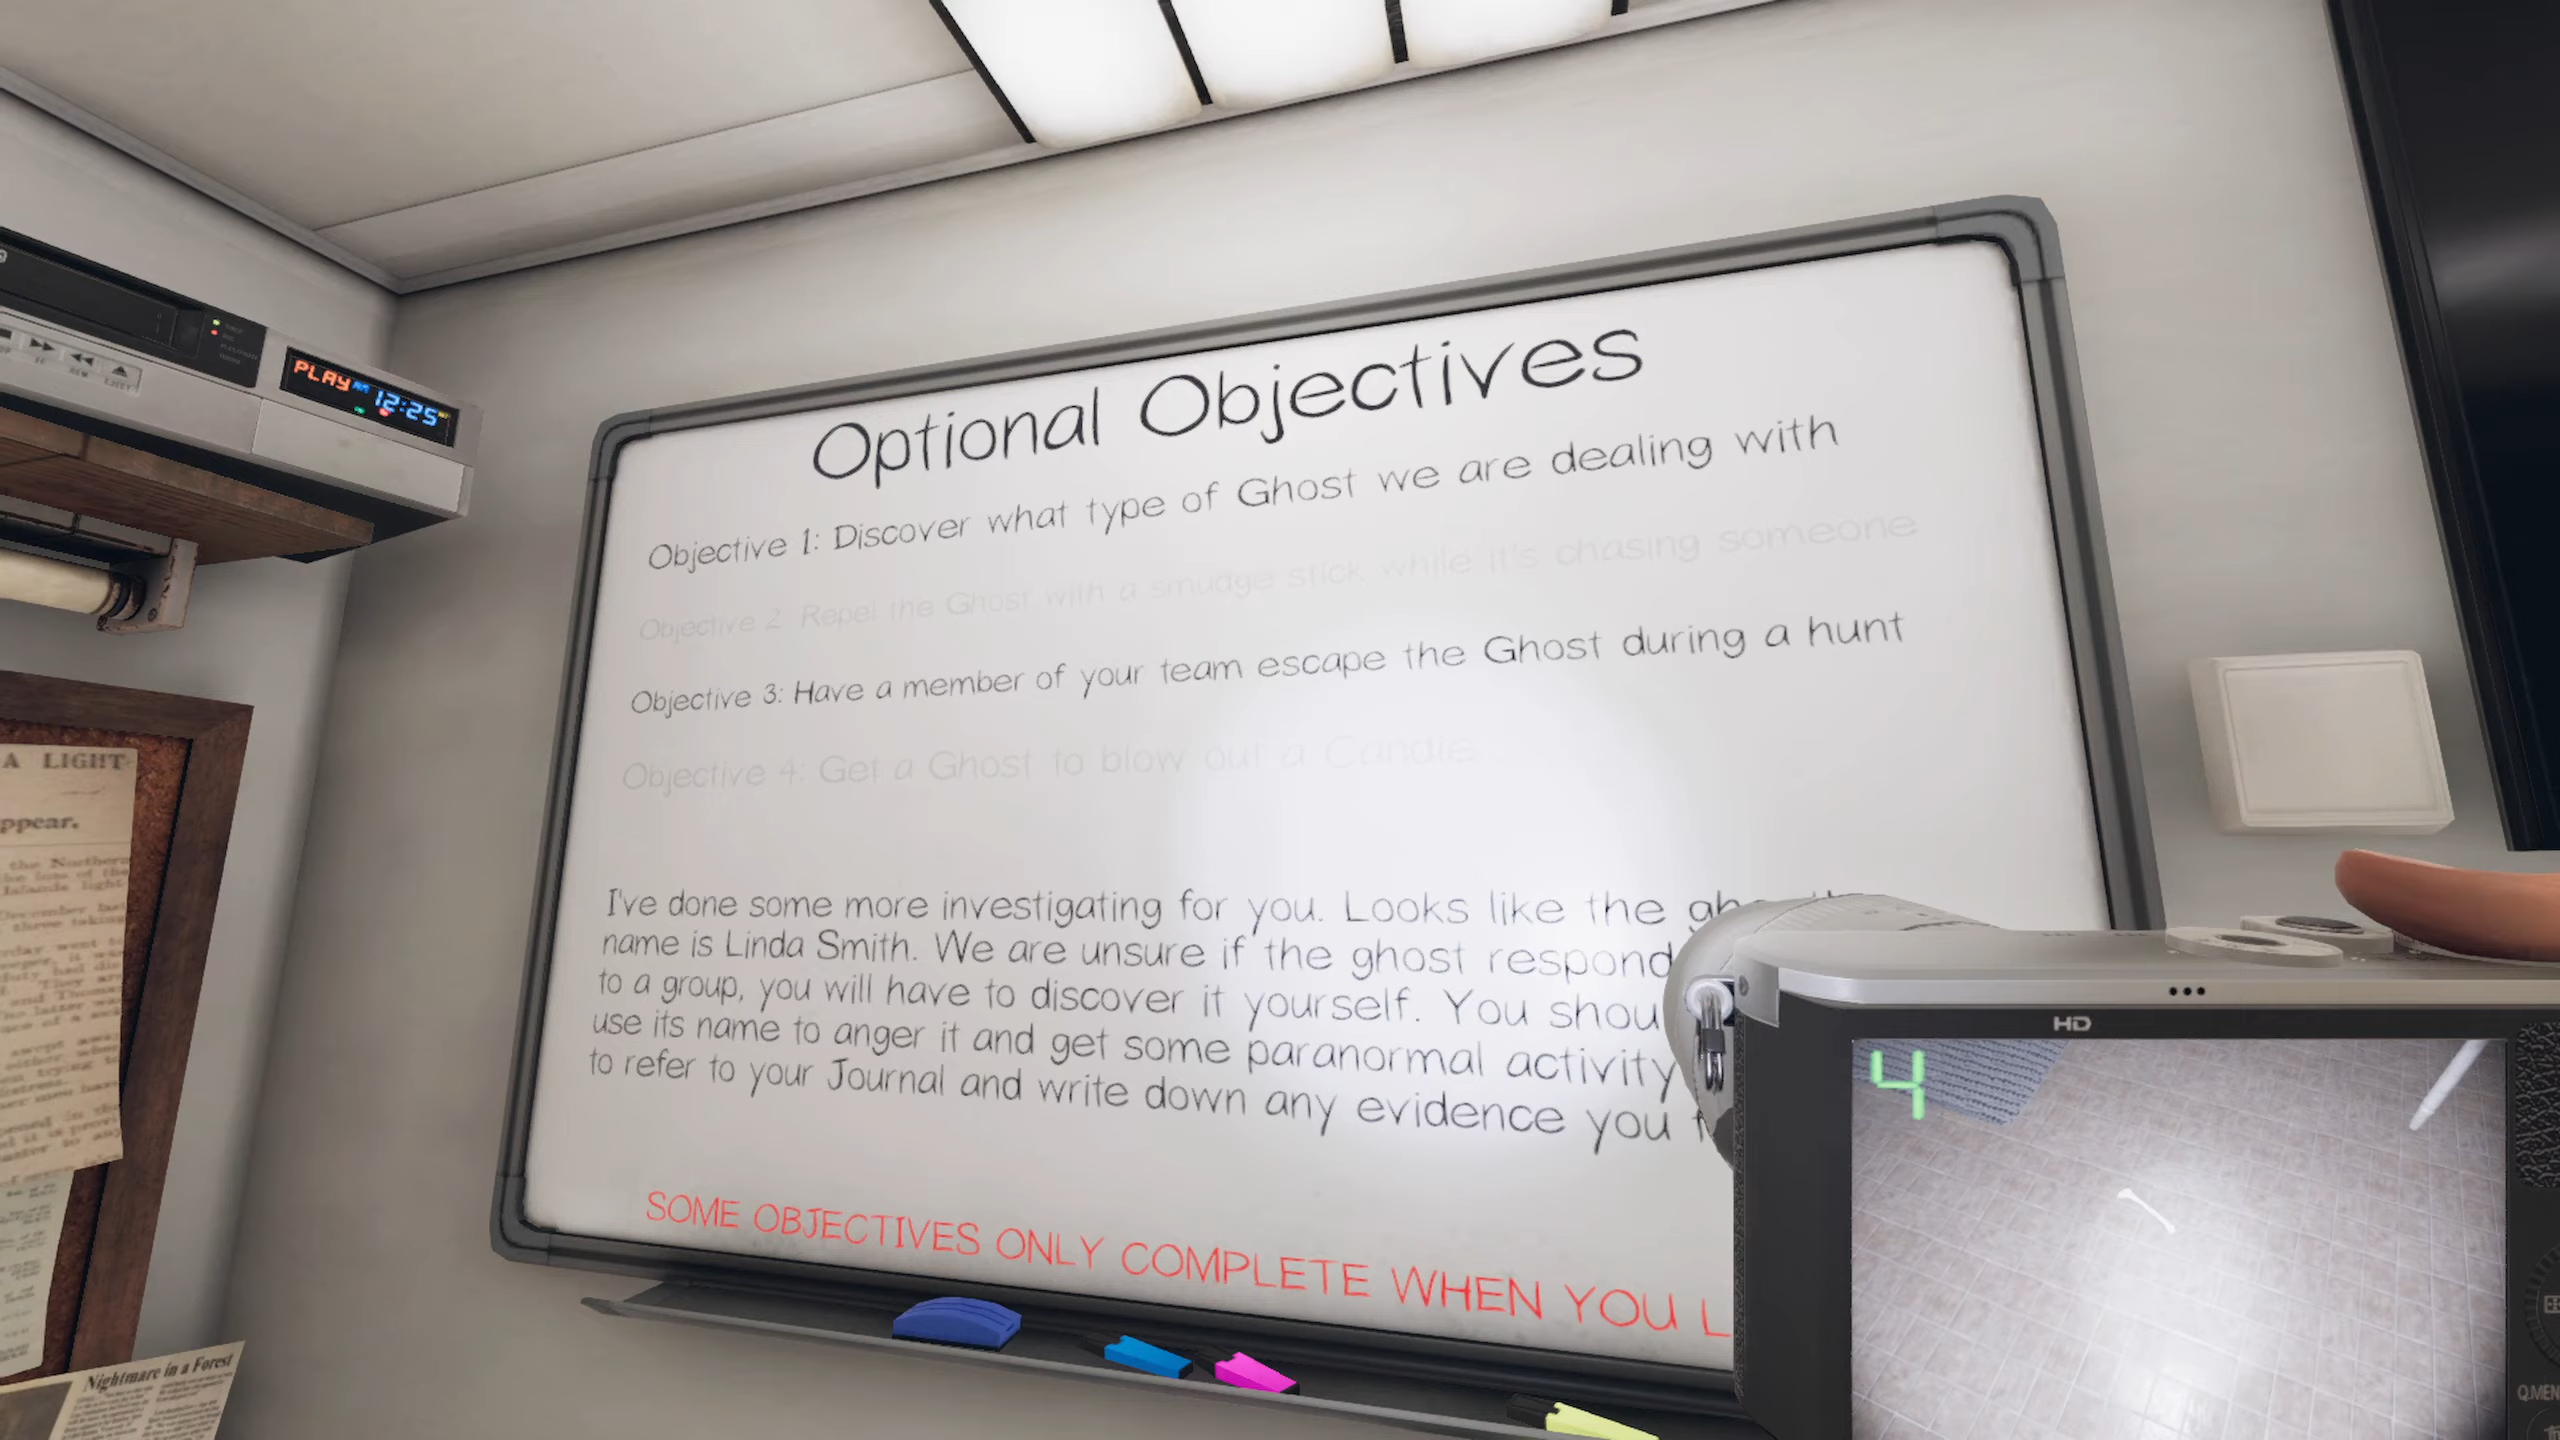 Optional Objectives
Objective 1: Discover what type of Ghost we are dealing with
Objective 2: Repel the Ghost with a smudge stick while it's chasing someone
Objective 3: Have a member of your team escape the Ghost during a hunt
Objective 4: Get a Ghost to blow out a Candle
I've done some more investigating for you. Looks like the
name is Linda Smith. We are unsure if the ghost respond
to a group, you will have to discover it yourself. You shou
use its name to anger it and get some paranormal activity
to refer to your Journal and write down any evidence you
SOME OBJECTIVES ONLY COMPLETE WHEN YOU L
PLAY AM 12:25
A LIGHT
ppear.
the Northern
Nightmare in a Forest
HD
4
Q.MEN